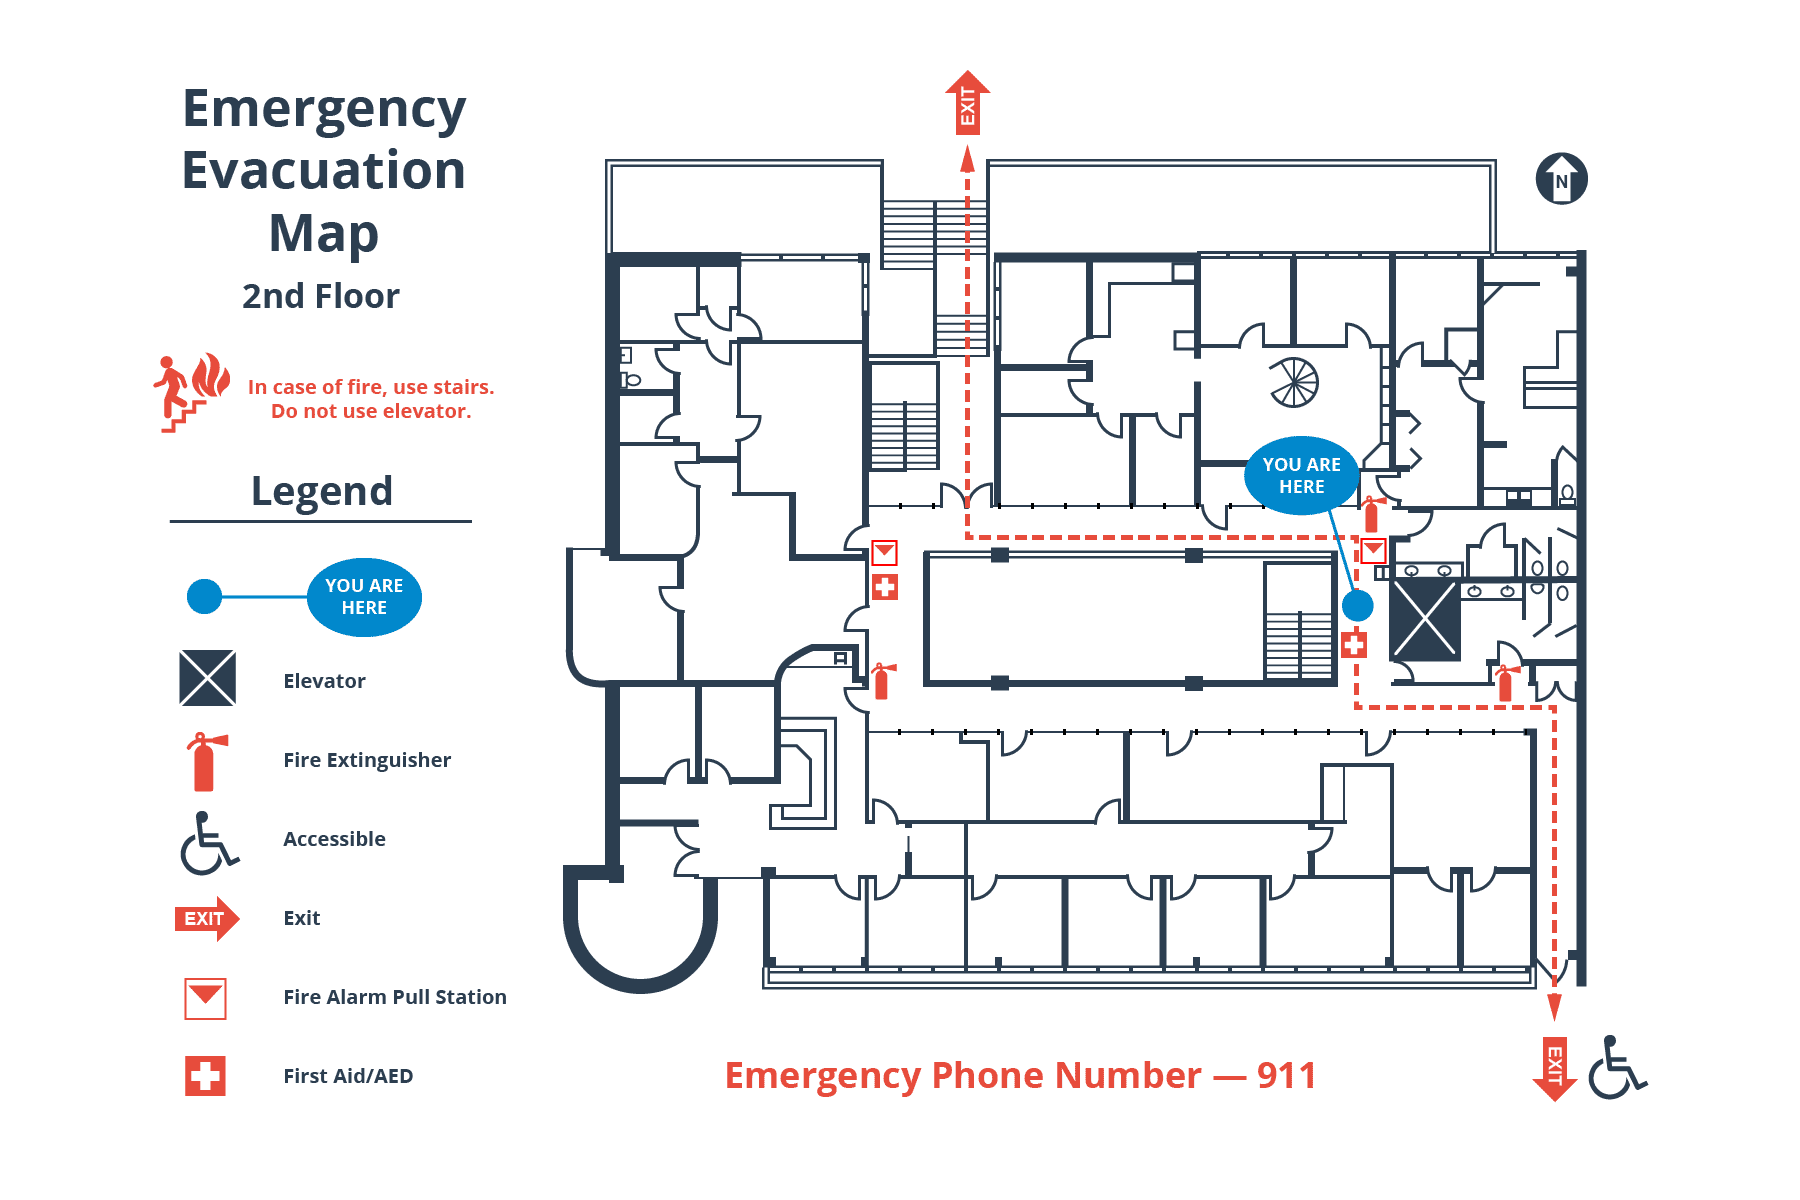 Emergency
Evacuation
Map
2nd Floor
In case of fire, use stairs.
Do not use elevator.
Legend
YOU ARE
HERE
Elevator
Fire Extinguisher
Accessible
EXIT
Exit
Fire Alarm Pull Station
First Aid/AED
EXIT
N
YOU ARE
HERE
Emergency Phone Number — 911
EXIT